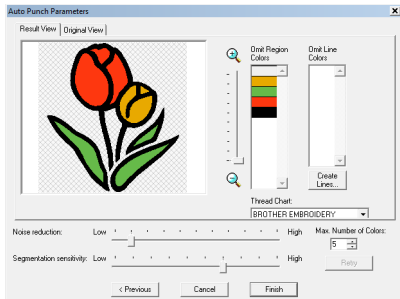 Auto Punch Parameters
Result View
Original View
Omit Region Colors
Omit Line Colors
Create Lines...
Thread Chart:
BROTHER EMBROIDERY
Noise reduction: Low High
Max. Number of Colors:
5
Segmentation sensitivity: Low High
Retry
< Previous
Cancel
Finish